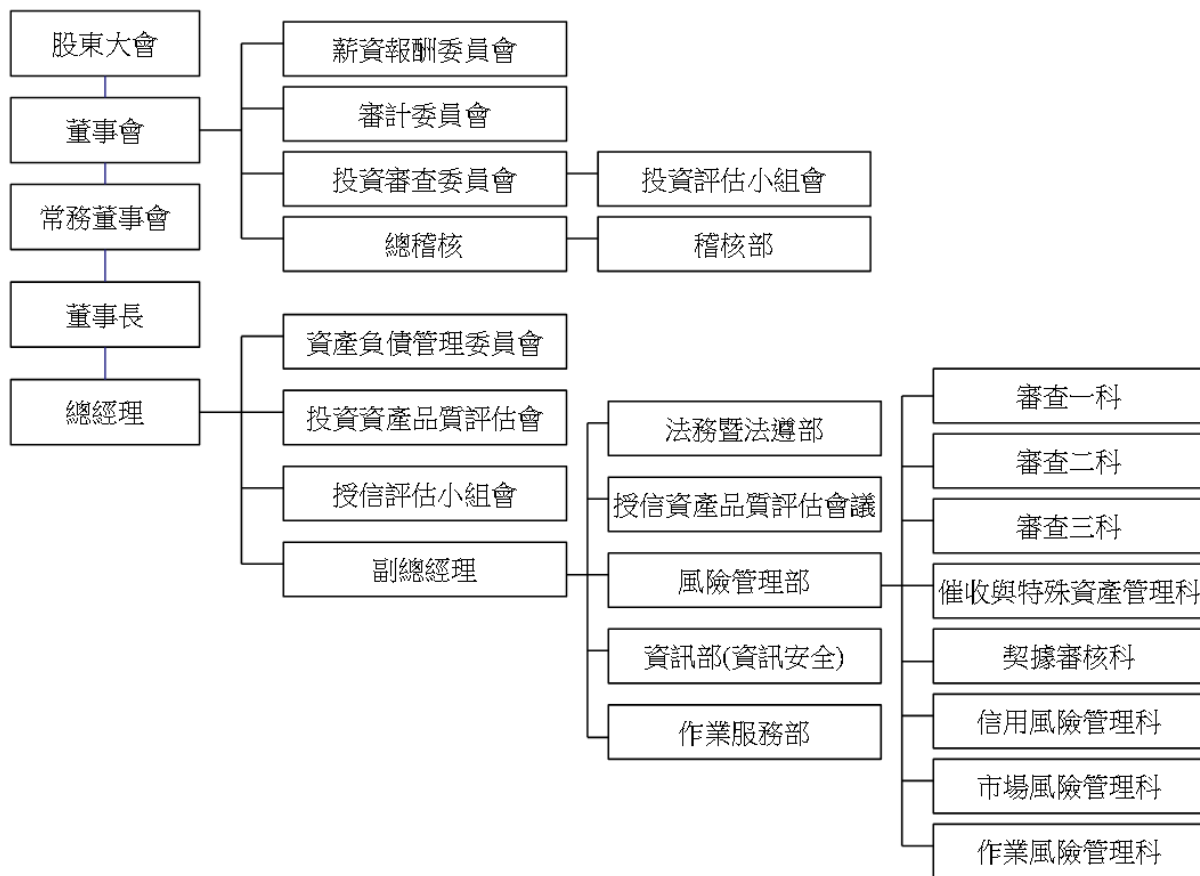 股東大會
董事會
常務董事會
董事長
總經理
薪資報酬委員會
審計委員會
投資審查委員會
投資評估小組會
總稽核
稽核部
資產負債管理委員會
投資資產品質評估會
授信評估小組會
副總經理
法務暨法遵部
授信資產品質評估會議
風險管理部
資訊部(資訊安全)
作業服務部
審查一科
審查二科
審查三科
催收與特殊資產管理科
契據審核科
信用風險管理科
市場風險管理科
作業風險管理科